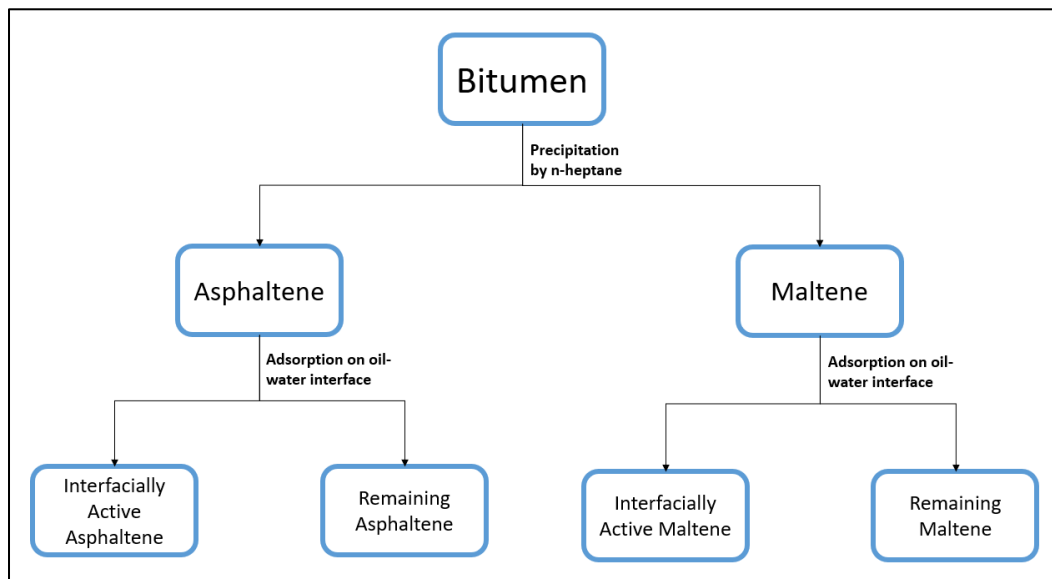 Bitumen
Precipitation
by n-heptane
Asphaltene
Maltene
Adsorption on oil-
water interface
Adsorption on oil-
water interface
Interfacially
Active
Asphaltene
Remaining
Asphaltene
Interfacially
Active Maltene
Remaining
Maltene